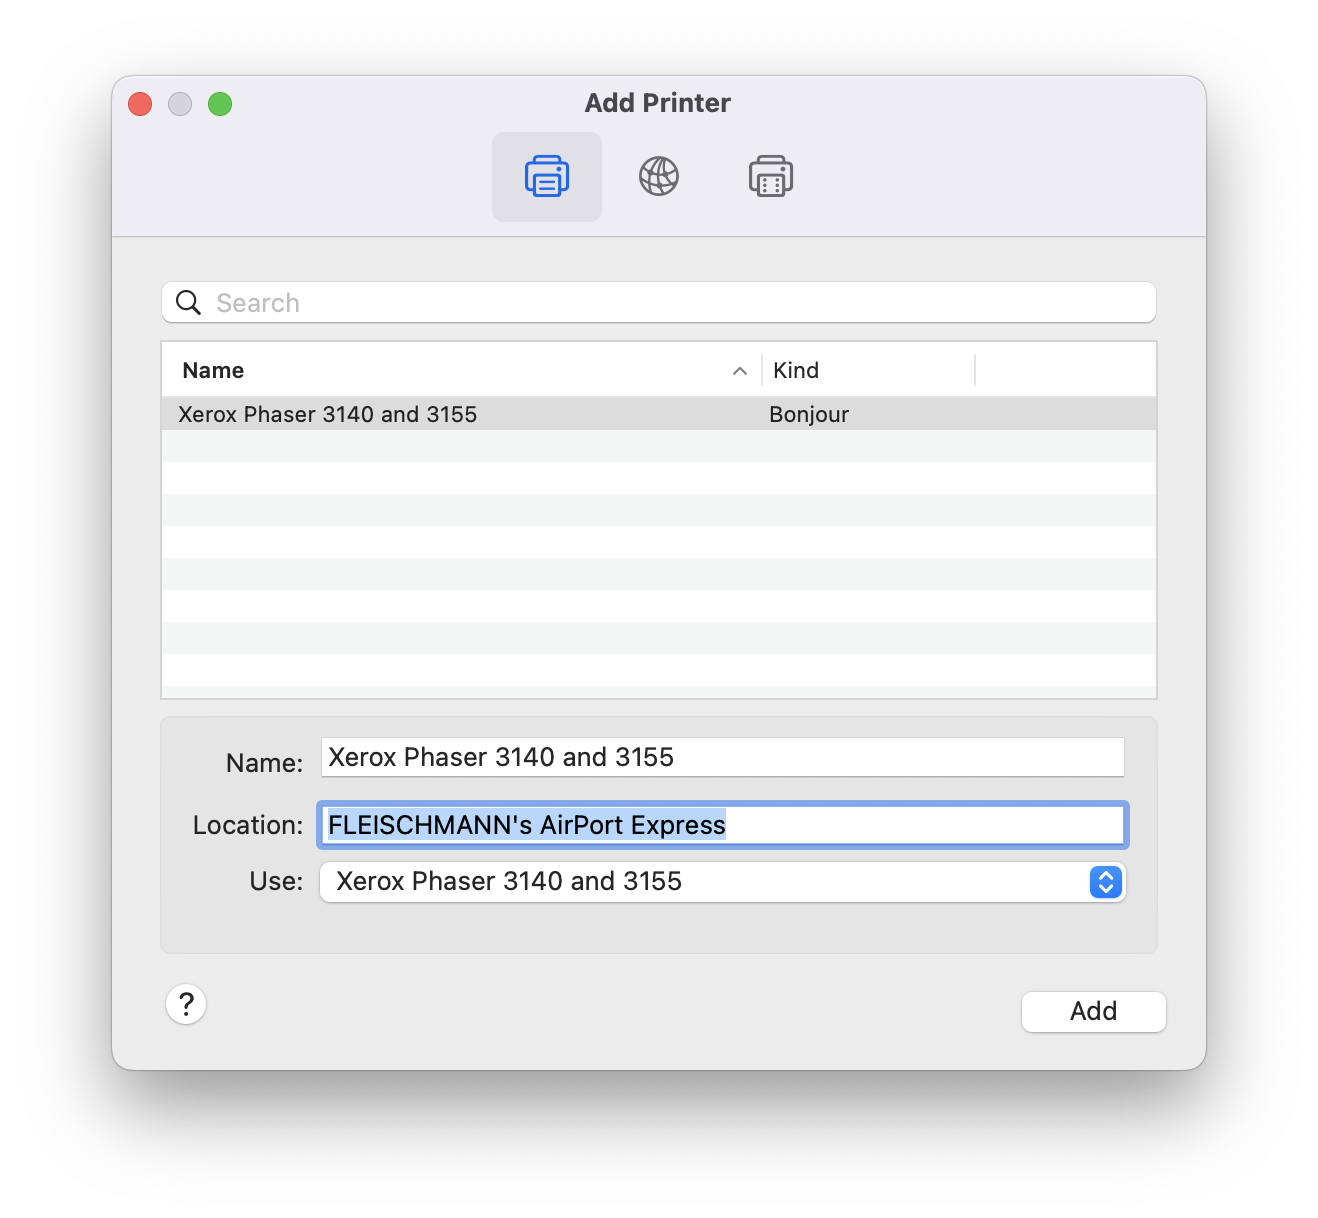 Add Printer
Search
Name Kind
Xerox Phaser 3140 and 3155 Bonjour
Name: Xerox Phaser 3140 and 3155
Location: FLEISCHMANN's AirPort Express
Use: Xerox Phaser 3140 and 3155
? Add